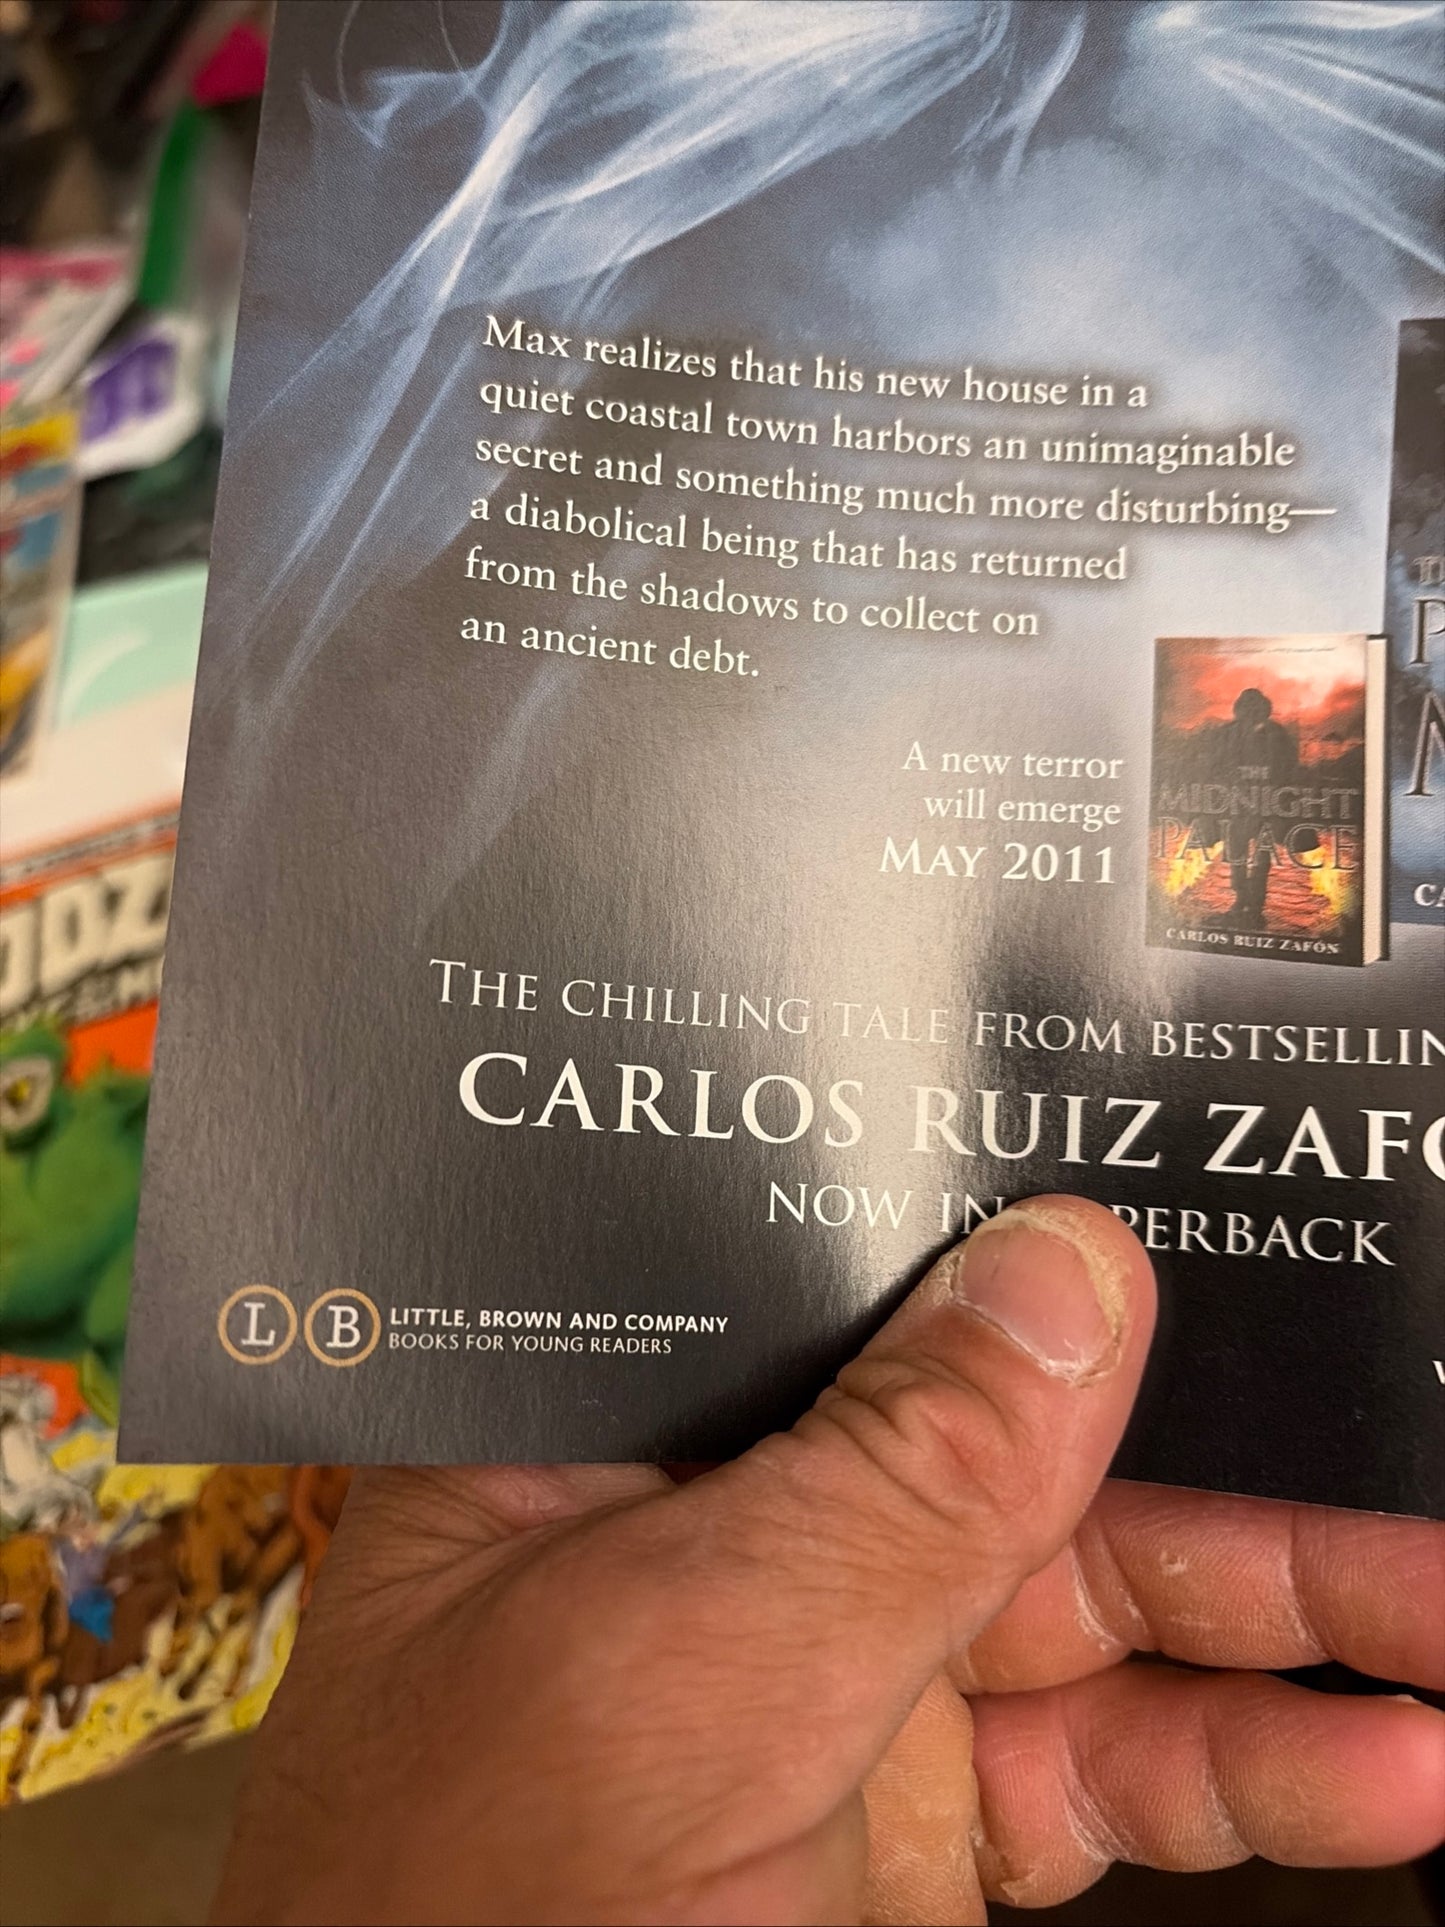 Max realizes that his new house in a
quiet coastal town harbors an unimaginable
secret and something much more disturbing—
a diabolical being that has returned
from the shadows to collect on
an ancient debt.
A new terror
will emerge
MAY 2011
THE
MIDNIGHT
PALACE
CARLOS RUIZ ZAFÓN
THE CHILLING TALE FROM
CARLOS RUIZ
NOW
L B LITTLE, BROWN AND COMPANY
BOOKS FOR YOUNG READERS